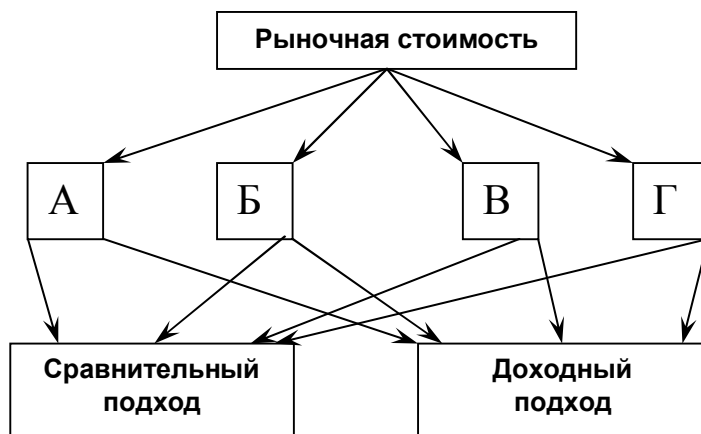 Рыночная стоимость
А Б В Г
Сравнительный
подход
Доходный
подход